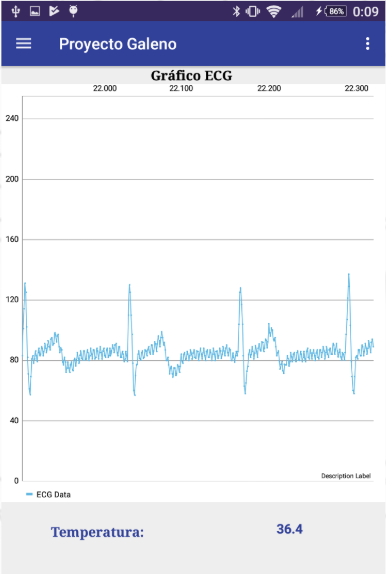 86% 0:09
Proyecto Galeno
Gráfico ECG
22.000 22.100 22.200 22.300
240
200
160
120
80
40
0
Description Label
ECG Data
Temperatura: 36.4